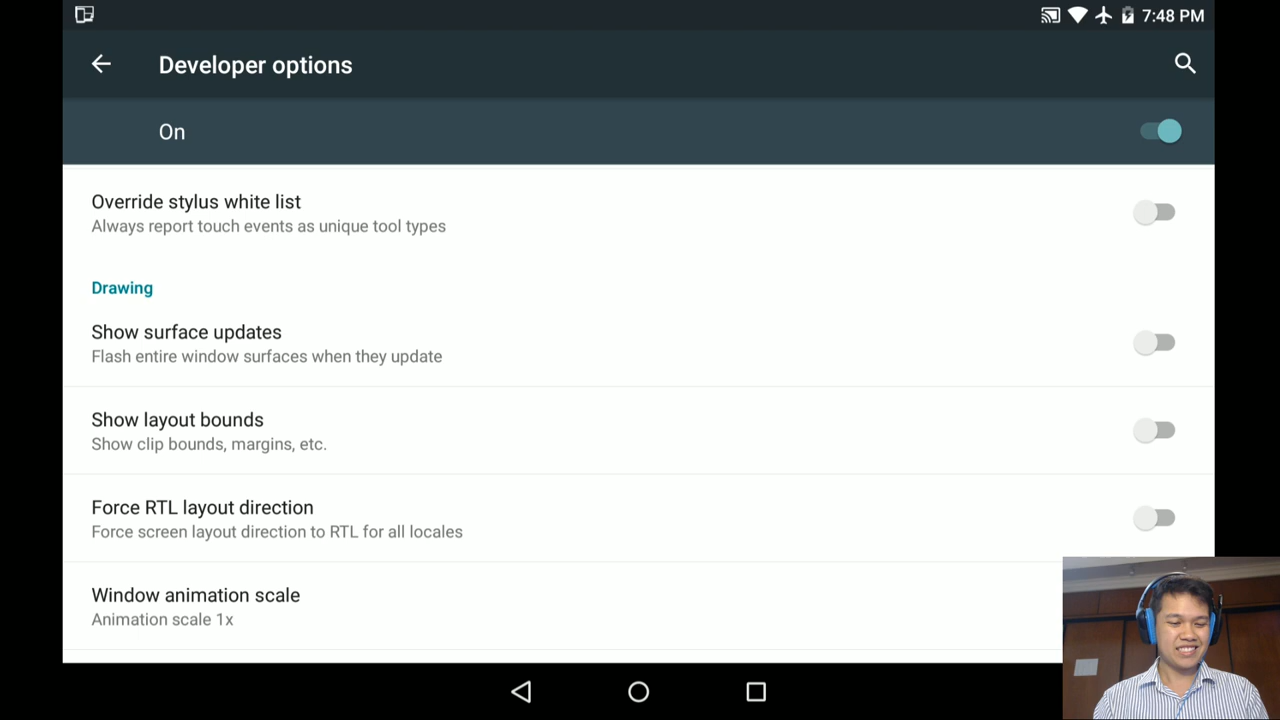 7:48 PM
Developer options
On
Override stylus white list
Always report touch events as unique tool types
Drawing
Show surface updates
Flash entire window surfaces when they update
Show layout bounds
Show clip bounds, margins, etc.
Force RTL layout direction
Force screen layout direction to RTL for all locales
Window animation scale
Animation scale 1x